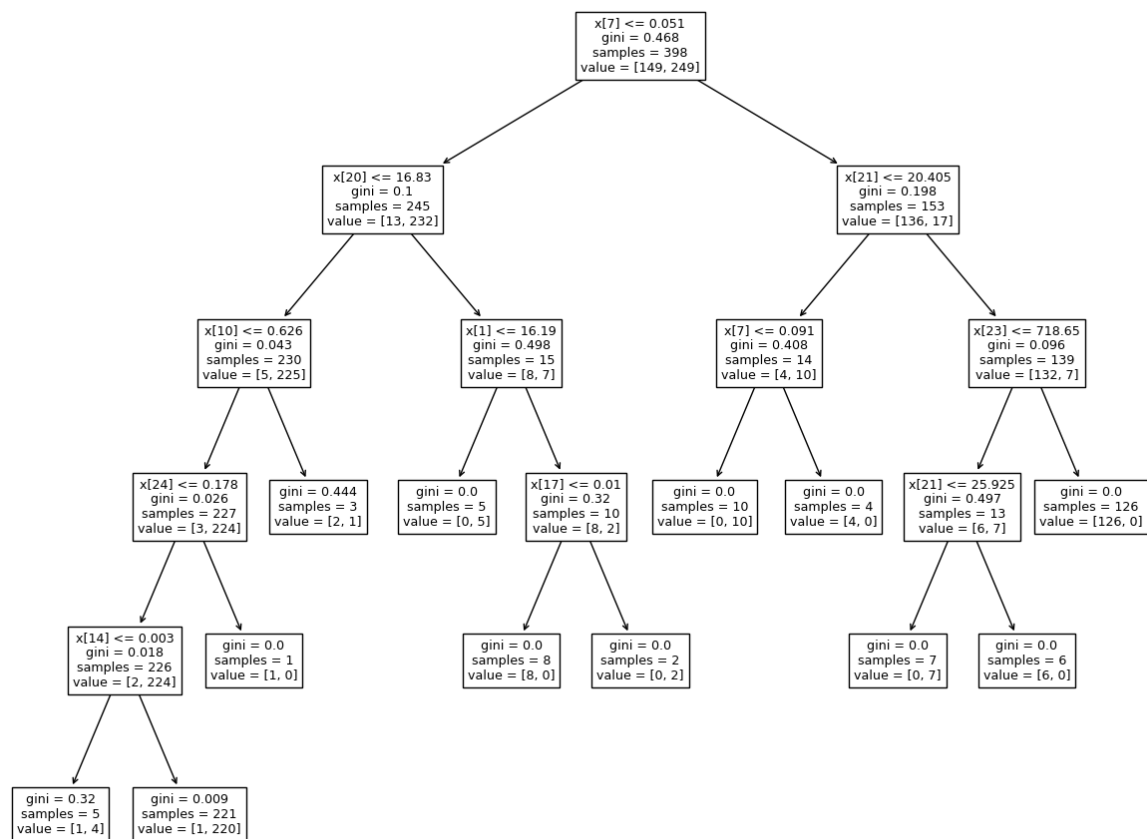 x[7] <= 0.051
gini = 0.468
samples = 398
value = [149, 249]
x[20] <= 16.83
gini = 0.1
samples = 245
value = [13, 232]
x[21] <= 20.405
gini = 0.198
samples = 153
value = [136, 17]
x[10] <= 0.626
gini = 0.043
samples = 230
value = [5, 225]
x[1] <= 16.19
gini = 0.498
samples = 15
value = [8, 7]
x[7] <= 0.091
gini = 0.408
samples = 14
value = [4, 10]
x[23] <= 718.65
gini = 0.096
samples = 139
value = [132, 7]
x[24] <= 0.178
gini = 0.026
samples = 227
value = [3, 224]
gini = 0.444
samples = 3
value = [2, 1]
gini = 0.0
samples = 5
value = [0, 5]
x[17] <= 0.01
gini = 0.32
samples = 10
value = [8, 2]
gini = 0.0
samples = 10
value = [0, 10]
gini = 0.0
samples = 4
value = [4, 0]
x[21] <= 25.925
gini = 0.497
samples = 13
value = [6, 7]
gini = 0.0
samples = 126
value = [126, 0]
x[14] <= 0.003
gini = 0.018
samples = 226
value = [2, 224]
gini = 0.0
samples = 1
value = [1, 0]
gini = 0.0
samples = 8
value = [8, 0]
gini = 0.0
samples = 2
value = [0, 2]
gini = 0.0
samples = 7
value = [0, 7]
gini = 0.0
samples = 6
value = [6, 0]
gini = 0.32
samples = 5
value = [1, 4]
gini = 0.009
samples = 221
value = [1, 220]